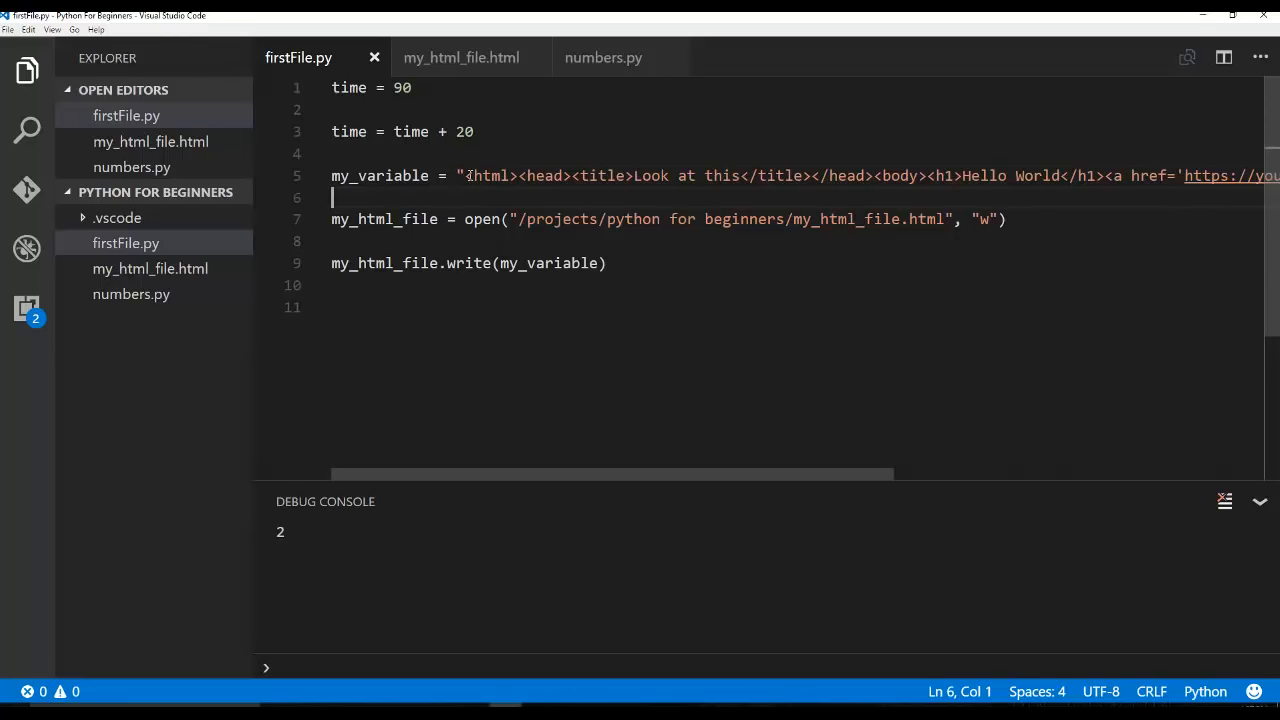 firstFile.py - Python For Beginners - Visual Studio Code
File Edit View Go Help
EXPLORER
OPEN EDITORS
firstFile.py
my_html_file.html
numbers.py
PYTHON FOR BEGINNERS
.vscode
firstFile.py
my_html_file.html
numbers.py
2
firstFile.py my_html_file.html numbers.py
1 time = 90
2
3 time = time + 20
4
5 my_variable = "<html><head><title>Look at this</title></head><body><h1>Hello World</h1><a href='https://you
6
7 my_html_file = open("/projects/python for beginners/my_html_file.html", "w")
8
9 my_html_file.write(my_variable)
10
11
DEBUG CONSOLE
2
0 0 Ln 6, Col 1 Spaces: 4 UTF-8 CRLF Python